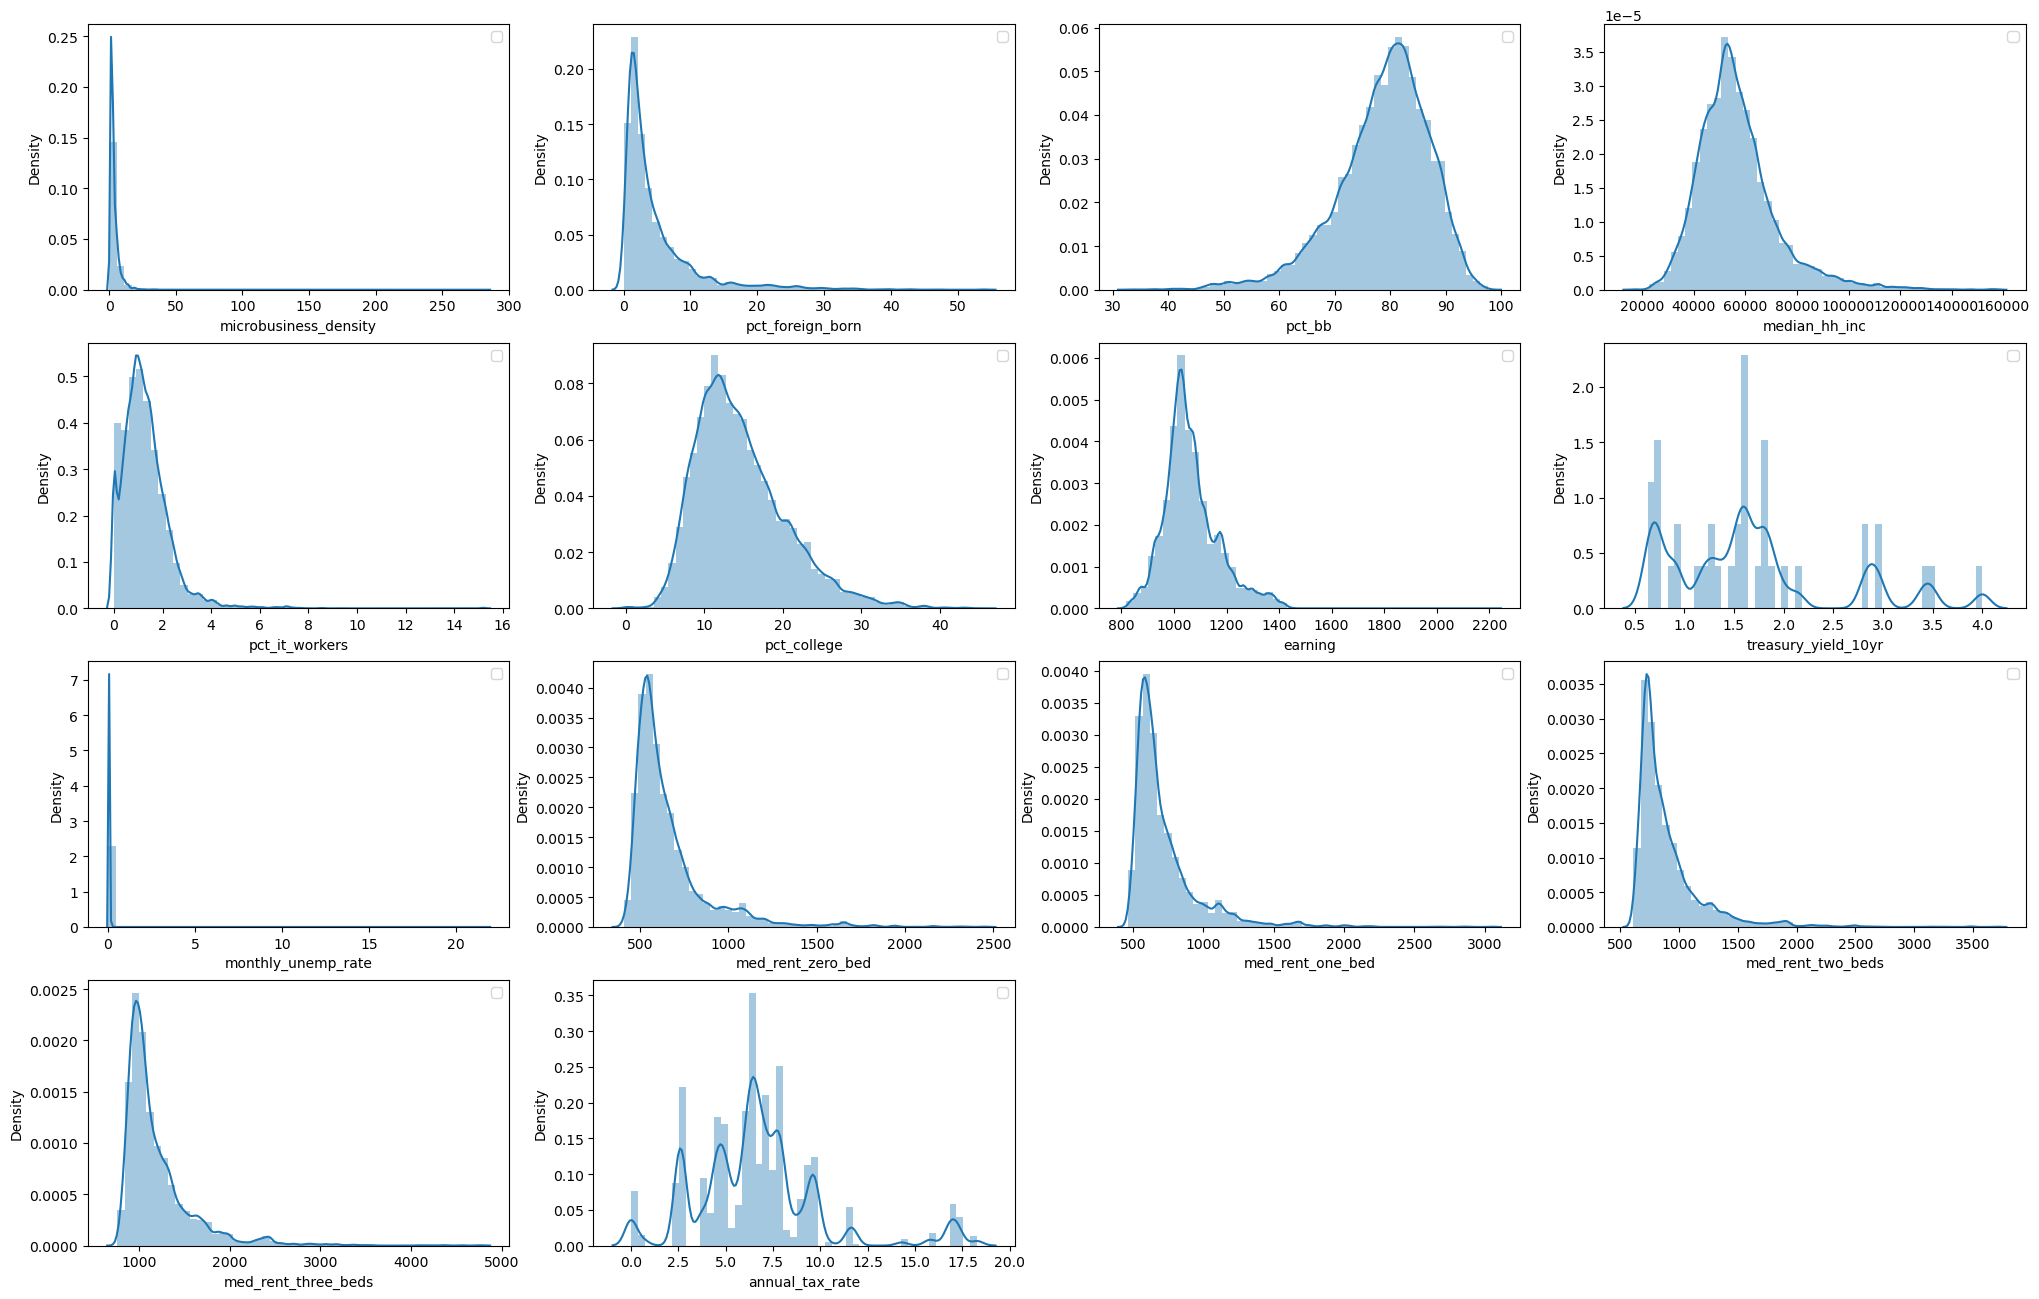 1e−5
0.25
0.20
0.15
0.10
0.05
0.00
Density
0 50 100 150 200 250 300
microbusiness_density
0.20
0.15
0.10
0.05
0.00
Density
0 10 20 30 40 50
pct_foreign_born
0.06
0.05
0.04
0.03
0.02
0.01
0.00
Density
30 40 50 60 70 80 90 100
pct_bb
3.5
3.0
2.5
2.0
1.5
1.0
0.5
0.0
Density
20000 40000 60000 80000 100000 120000 140000 160000
median_hh_inc
0.5
0.4
0.3
0.2
0.1
0.0
Density
0 2 4 6 8 10 12 14 16
pct_it_workers
0.08
0.06
0.04
0.02
0.00
Density
0 10 20 30 40
pct_college
0.006
0.005
0.004
0.003
0.002
0.001
0.000
Density
800 1000 1200 1400 1600 1800 2000 2200
earning
2.0
1.5
1.0
0.5
0.0
Density
0.5 1.0 1.5 2.0 2.5 3.0 3.5 4.0
treasury_yield_10yr
7
6
5
4
3
2
1
0
Density
0 5 10 15 20
monthly_unemp_rate
0.0040
0.0035
0.0030
0.0025
0.0020
0.0015
0.0010
0.0005
0.0000
Density
500 1000 1500 2000 2500
med_rent_zero_bed
0.0040
0.0035
0.0030
0.0025
0.0020
0.0015
0.0010
0.0005
0.0000
Density
500 1000 1500 2000 2500 3000
med_rent_one_bed
0.0035
0.0030
0.0025
0.0020
0.0015
0.0010
0.0005
0.0000
Density
500 1000 1500 2000 2500 3000 3500
med_rent_two_beds
0.0025
0.0020
0.0015
0.0010
0.0005
0.0000
Density
1000 2000 3000 4000 5000
med_rent_three_beds
0.35
0.30
0.25
0.20
0.15
0.10
0.05
0.00
Density
0.0 2.5 5.0 7.5 10.0 12.5 15.0 17.5 20.0
annual_tax_rate